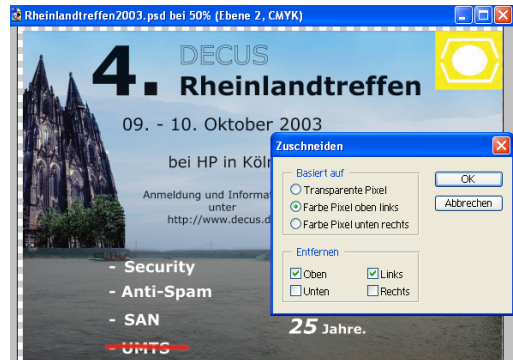 Rheinlandtreffen2003.psd bei 50% (Ebene 2, CMYK)
4. DECUS
Rheinlandtreffen
09. - 10. Oktober 2003
bei HP in Köln
Anmeldung und
unter
http://www.decus.d
- Security
- Anti-Spam
- SAN
- UMTS
25 Jahre.
Zuschneiden
Basiert auf
Transparente Pixel
Farbe Pixel oben links
Farbe Pixel unten rechts
OK
Abbrechen
Entfernen
Oben
Links
Unten
Rechts